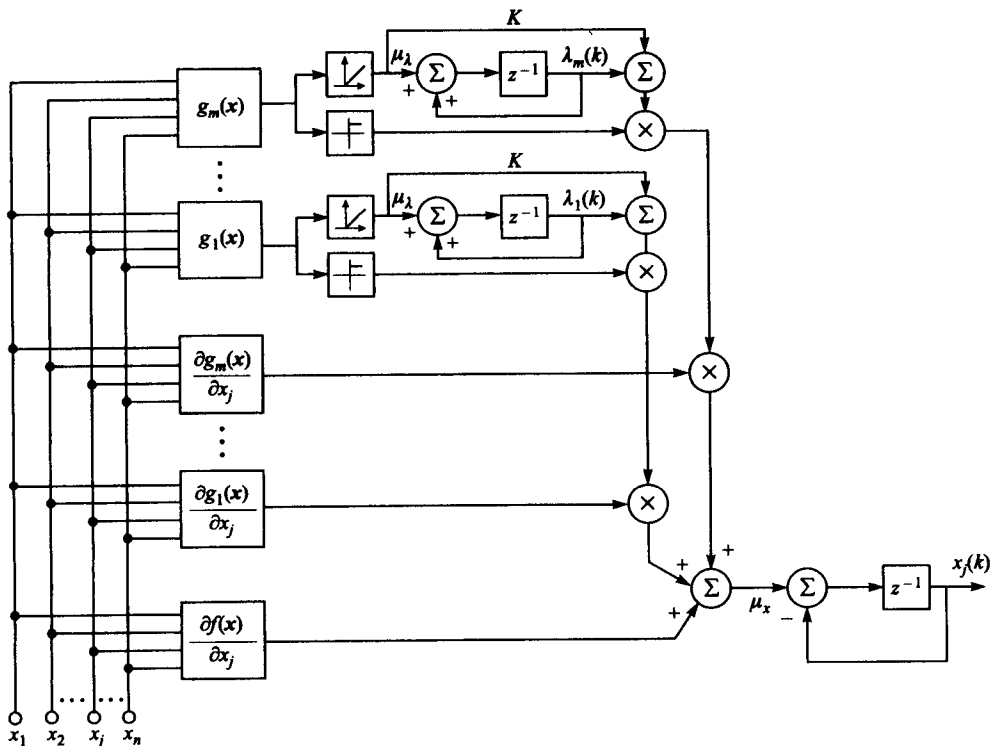 K
μ_λ Σ z⁻¹ λ_m(k) Σ
+ +
g_m(x)
×
K
μ_λ Σ z⁻¹ λ_1(k) Σ
+ +
g_1(x)
×
∂g_m(x)
∂x_j
×
∂g_1(x)
∂x_j
×
+ + +
Σ μ_x Σ z⁻¹ x_j(k)
−
∂f(x)
∂x_j
x_1 x_2 x_j x_n